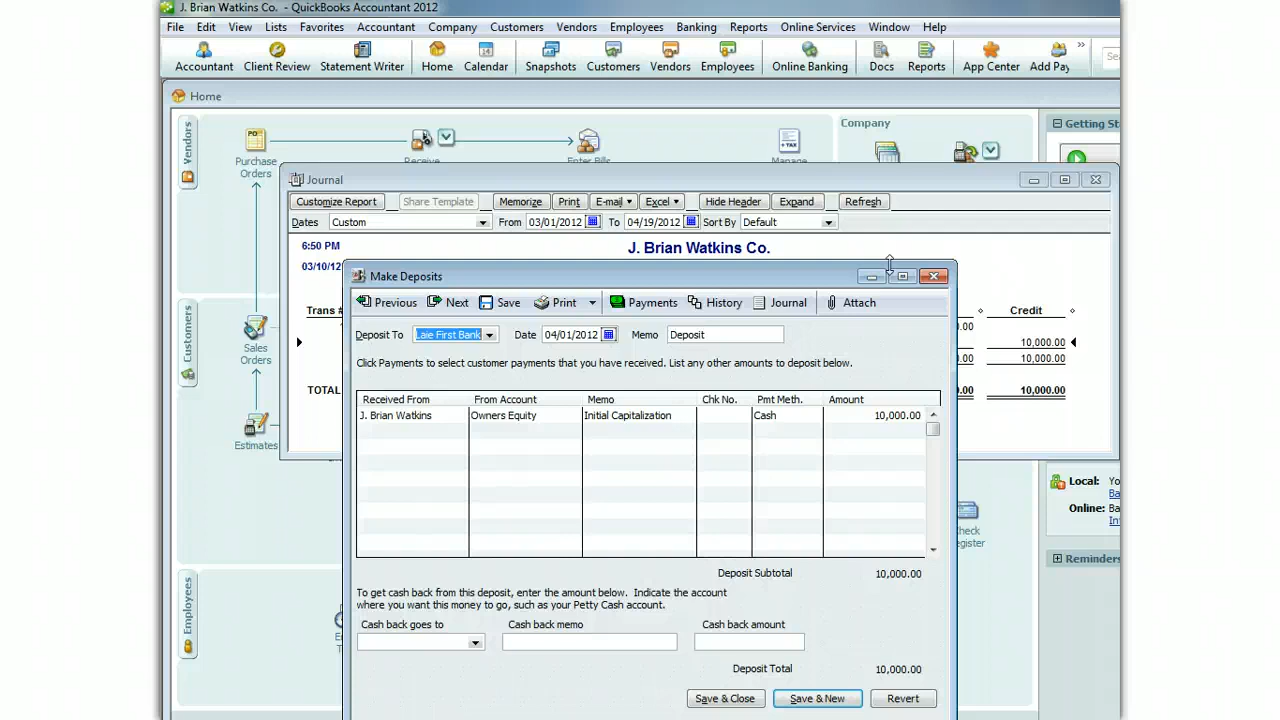 J. Brian Watkins Co. - QuickBooks Accountant 2012
File Edit View Lists Favorites Accountant Company Customers Vendors Employees Banking Reports Online Services Window Help
Accountant Client Review Statement Writer Home Calendar Snapshots Customers Vendors Employees Online Banking Docs Reports App Center Add Pay
Home
Vendors
Company
Getting St
Purchase Orders
Receive
Enter Bills
Manage
Journal
Customize Report Share Template Memorize Print E-mail Excel Hide Header Expand Refresh
Dates Custom From 03/01/2012 To 04/19/2012 Sort By Default
6:50 PM
J. Brian Watkins Co.
03/10/12
Trans #
Credit
10,000.00
10,000.00
TOTAL
10,000.00
Make Deposits
Previous Next Save Print Payments History Journal Attach
Deposit To Laie First Bank Date 04/01/2012 Memo Deposit
Click Payments to select customer payments that you have received. List any other amounts to deposit below.
Received From From Account Memo Chk No. Pmt Meth. Amount
J. Brian Watkins Owners Equity Initial Capitalization Cash 10,000.00
Deposit Subtotal 10,000.00
To get cash back from this deposit, enter the amount below. Indicate the account
where you want this money to go, such as your Petty Cash account.
Cash back goes to Cash back memo Cash back amount
Deposit Total 10,000.00
Save & Close Save & New Revert
Customers
Sales
Orders
Estimates
Employees
Local: Yo
Ba
Online: Ba
Reminders